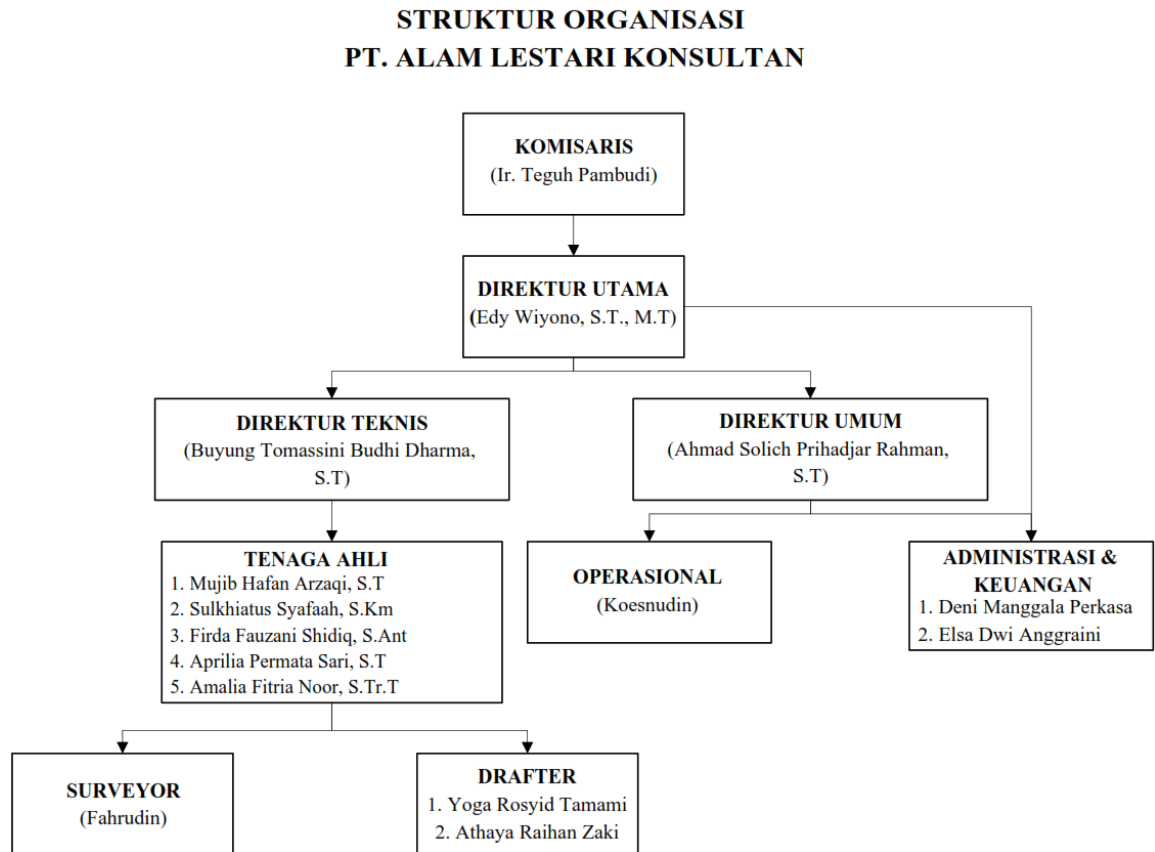 STRUKTUR ORGANISASI
PT. ALAM LESTARI KONSULTAN
KOMISARIS
(Ir. Teguh Pambudi)
DIREKTUR UTAMA
(Edy Wiyono, S.T., M.T)
DIREKTUR TEKNIS
(Buyung Tomassini Budhi Dharma,
S.T)
DIREKTUR UMUM
(Ahmad Solich Prihadjar Rahman,
S.T)
TENAGA AHLI
1. Mujib Hafan Arzaqi, S.T
2. Sulkhiatus Syafaah, S.Km
3. Firda Fauzani Shidiq, S.Ant
4. Aprilia Permata Sari, S.T
5. Amalia Fitria Noor, S.Tr.T
OPERASIONAL
(Koesnudin)
ADMINISTRASI &
KEUANGAN
1. Deni Manggala Perkasa
2. Elsa Dwi Anggraini
SURVEYOR
(Fahrudin)
DRAFTER
1. Yoga Rosyid Tamami
2. Athaya Raihan Zaki